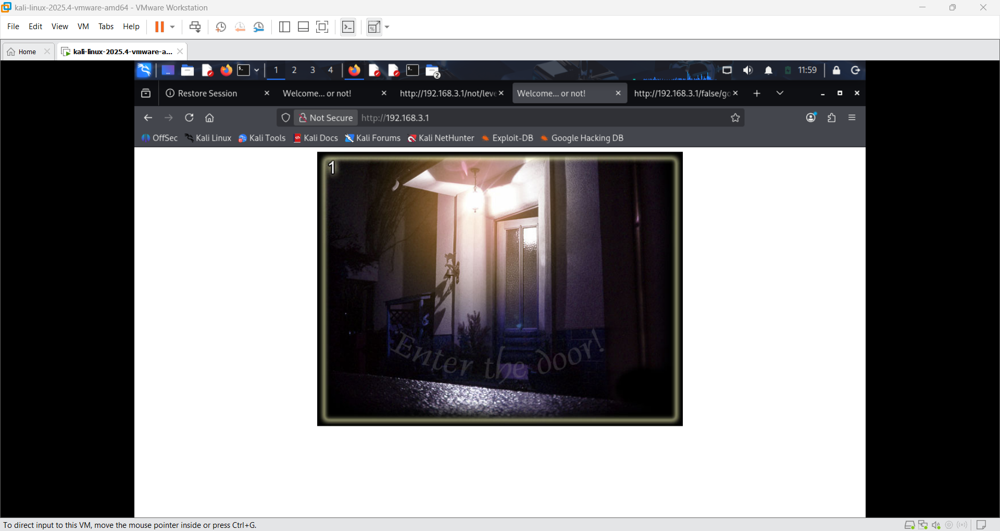 kali-linux-2025.4-vmware-amd64 - VMware Workstation
File Edit View VM Tabs Help
Home kali-linux-2025.4-vmware-a...
1 2 3 4 2 11:59
Restore Session Welcome... or not! http://192.168.3.1/not/leve Welcome... or not! http://192.168.3.1/false/go
Not Secure http://192.168.3.1
OffSec Kali Linux Kali Tools Kali Docs Kali Forums Kali NetHunter Exploit-DB Google Hacking DB
1
Enter the door!
To direct input to this VM, move the mouse pointer inside or press Ctrl+G.